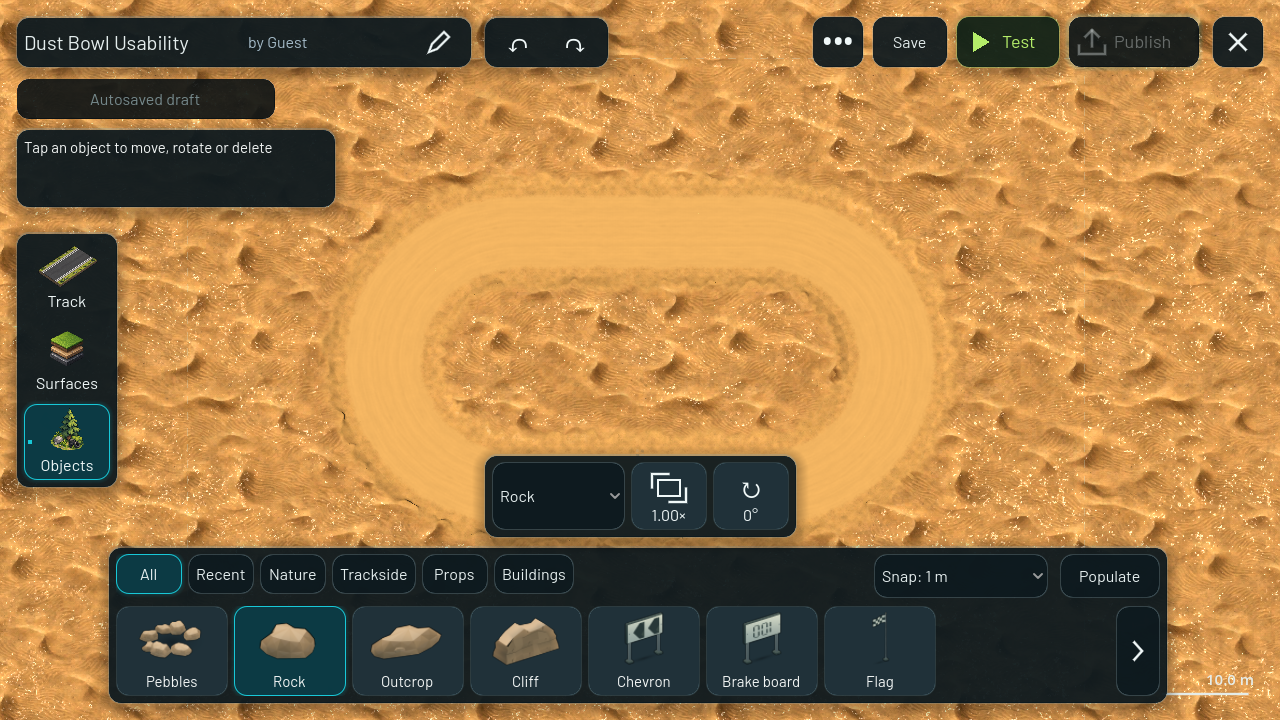 Dust Bowl Usability by Guest
Save
Test
Publish
Autosaved draft
Tap an object to move, rotate or delete
Track
Surfaces
Objects
Rock
1.00×
0°
All
Recent
Nature
Trackside
Props
Buildings
Snap: 1 m
Populate
Pebbles
Rock
Outcrop
Cliff
Chevron
Brake board
Flag
10.0 m